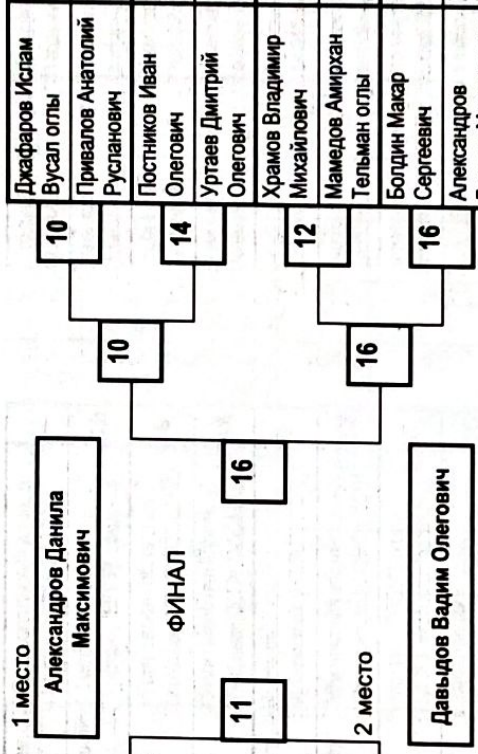 1 место
Александров Данила
Максимович
ФИНАЛ
11
16
2 место
Давыдов Вадим Олегович
10
16
10
14
12
16
Джафаров Ислам
Вусал оглы
Привалов Анатолий
Русланович
Постников Иван
Олегович
Уртаев Дмитрий
Олегович
Храмов Владимир
Михайлович
Мамедов Амирхан
Тельман оглы
Болдин Макар
Сергеевич
Александров